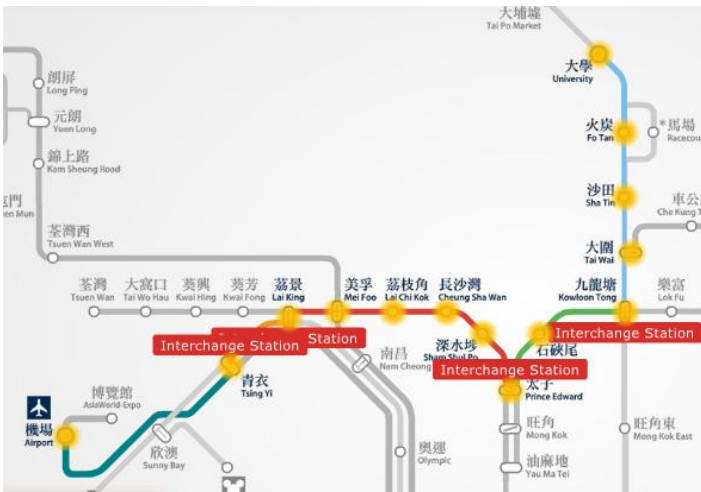 大埔墟
Tai Po Market
大學
University
朗屏
Long Ping
元朗
Yuen Long
火炭
Fo Tan
*馬場
Racecou
錦上路
Kam Sheung Road
沙田
Sha Tin
屯門
en Mun
車公
Che Kung T
荃灣西
Tsuen Wan West
大圍
Tai Wai
荃灣
Tsuen Wan
大窩口
Tai Wo Hau
葵興
Kwai Hing
葵芳
Kwai Fong
荔景
Lai King
美孚
Mei Foo
荔枝角
Lai Chi Kok
長沙灣
Cheung Sha Wan
九龍塘
Kowloon Tong
樂富
Lok Fu
Interchange Station
Station
Interchange Station
深水埗
Sham Shui Po
石硤尾
Interchange Station
南昌
Nam Cheong
青衣
Tsing Yi
太子
Prince Edward
博覽館
AsiaWorld-Expo
機場
Airport
欣澳
Sunny Bay
奧運
Olympic
旺角
Mong Kok
旺角東
Mong Kok East
油麻地
Yau Ma Tei